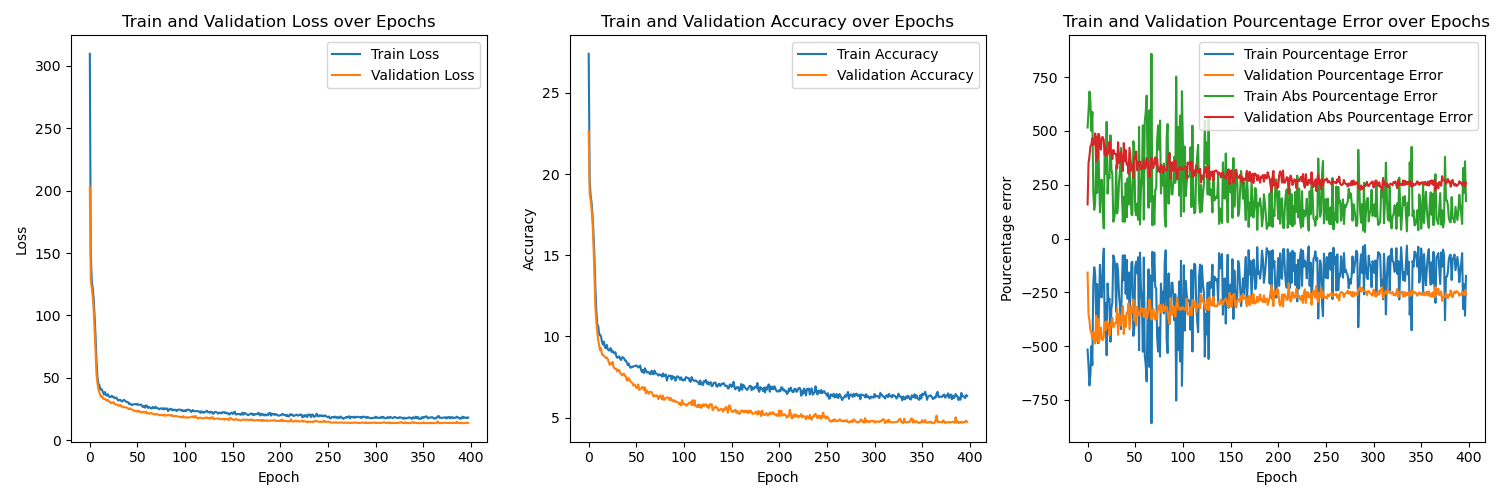 Train and Validation Loss over Epochs
Train Loss
Validation Loss
300
250
200
150
100
50
0
Loss
0 50 100 150 200 250 300 350 400
Epoch
Train and Validation Accuracy over Epochs
Train Accuracy
Validation Accuracy
25
20
15
10
5
Accuracy
0 50 100 150 200 250 300 350 400
Epoch
Train and Validation Pourcentage Error over Epochs
Train Pourcentage Error
Validation Pourcentage Error
Train Abs Pourcentage Error
Validation Abs Pourcentage Error
750
500
250
0
−250
−500
−750
Pourcentage error
0 50 100 150 200 250 300 350 400
Epoch